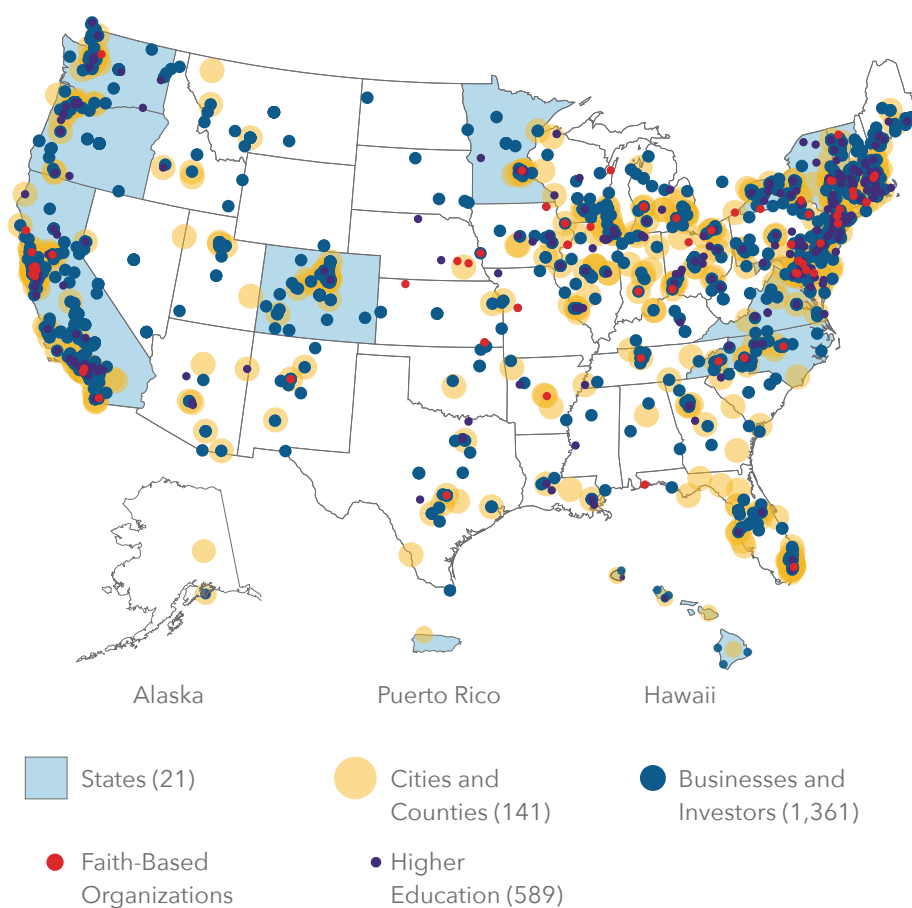 Alaska
Puerto Rico
Hawaii
States (21)
Cities and
Counties (141)
Businesses and
Investors (1,361)
Faith-Based
Organizations
Higher
Education (589)